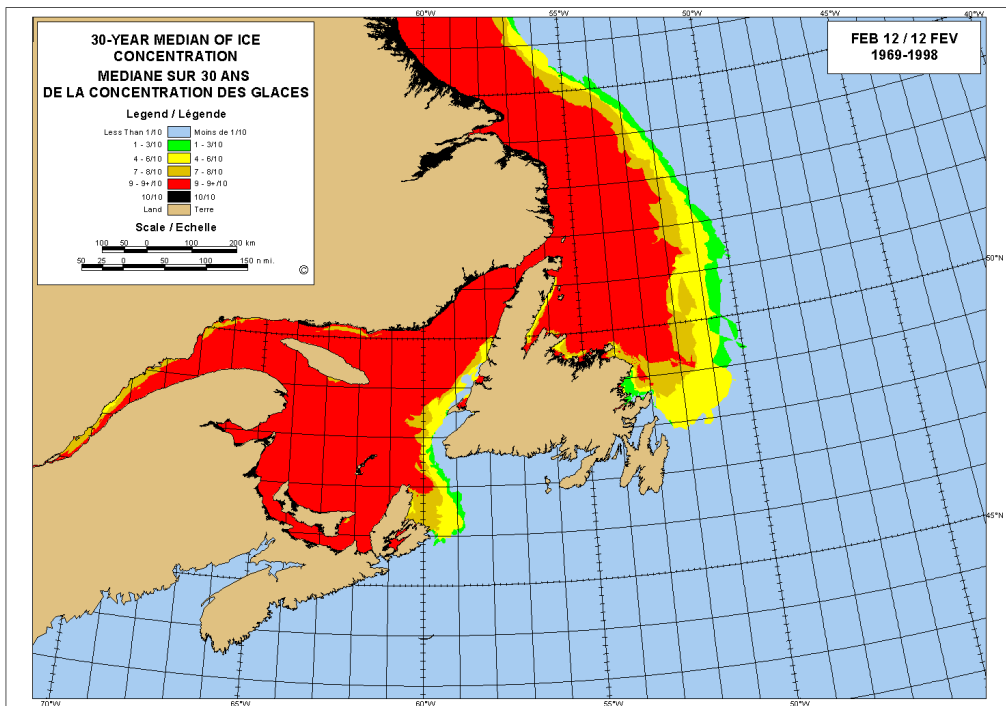 60°W 55°W 50°W 45°W 40°W
30-YEAR MEDIAN OF ICE
CONCENTRATION
MEDIANE SUR 30 ANS
DE LA CONCENTRATION DES GLACES
FEB 12 / 12 FEV
1969-1998
Legend / Légende
Less Than 1/10 Moins de 1/10
1 - 3/10 1 - 3/10
4 - 6/10 4 - 6/10
7 - 8/10 7 - 8/10
9 - 9+/10 9 - 9+/10
10/10 10/10
Land Terre
Scale / Echelle
100 50 0 100 200 km
50 25 0 50 100 150 n mi.
©
50°N
45°N
70°W 65°W 60°W 55°W 50°W